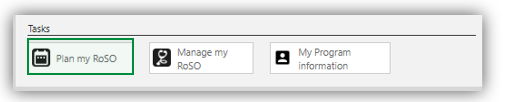 Tasks
Plan my RoSO
Manage my
RoSO
My Program
information